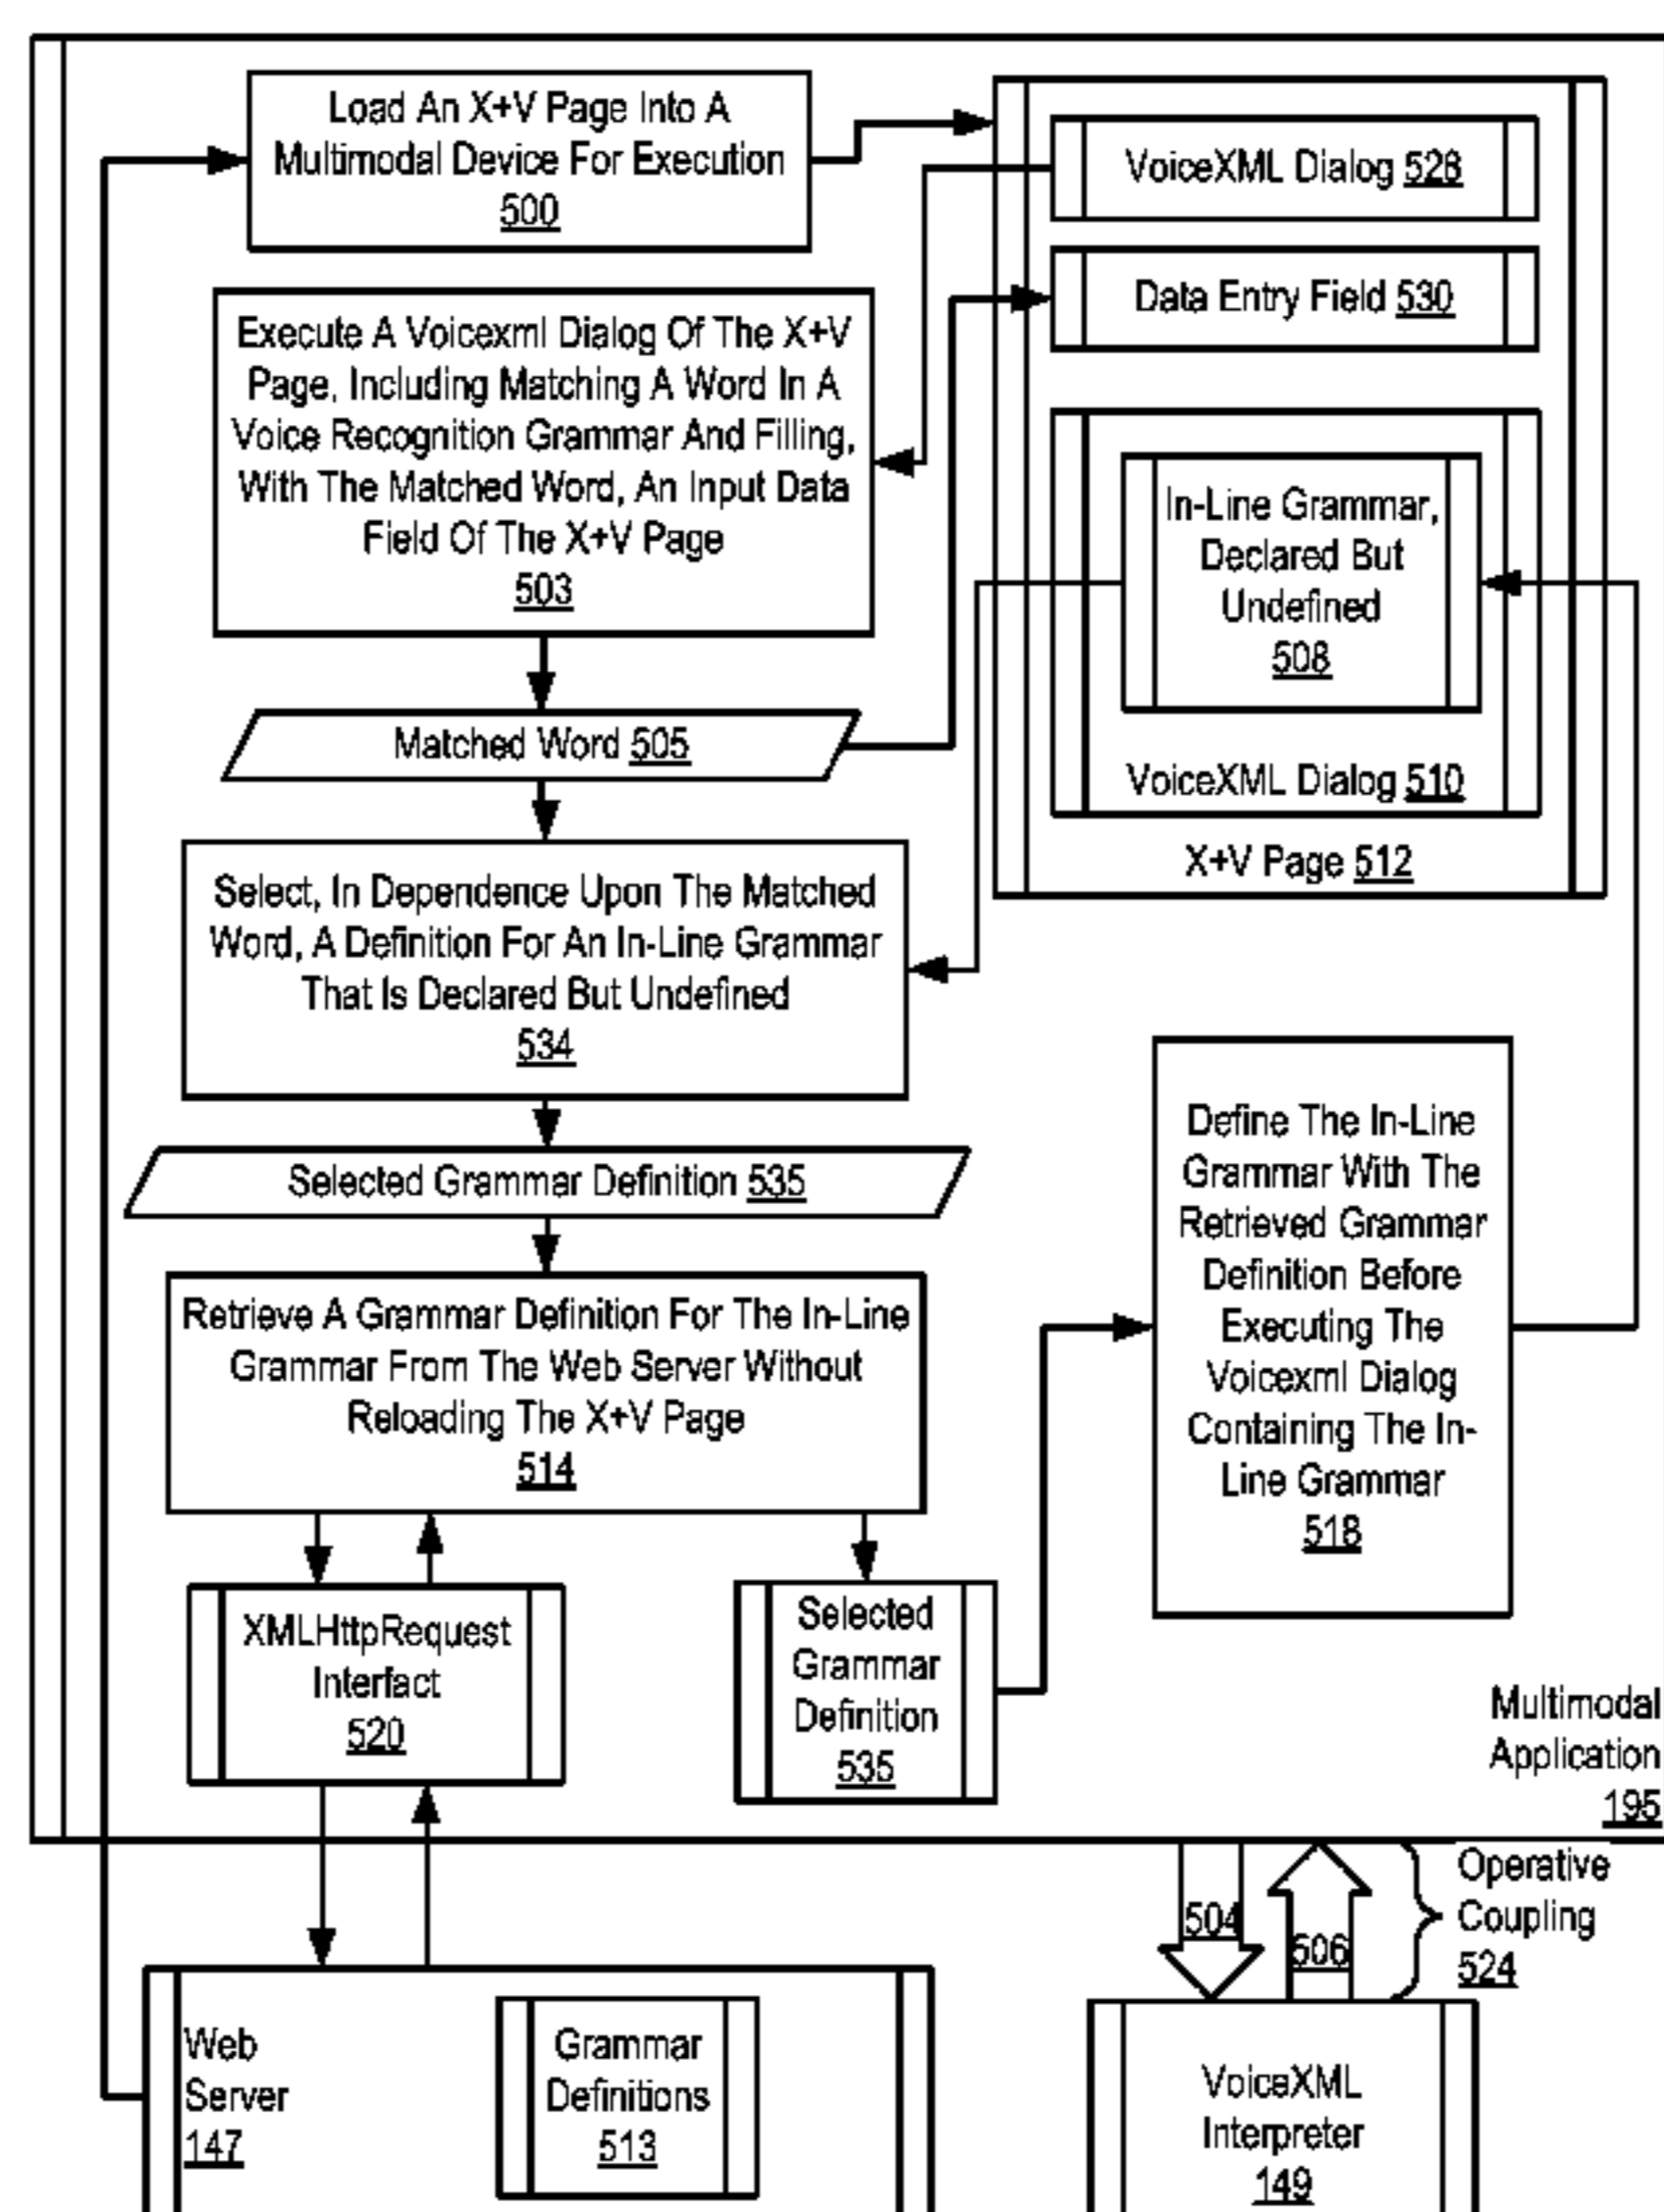 Load An X+V Page Into A
Multimodal Device For Execution
500
VoiceXML Dialog 526
Data Entry Field 530
Execute A Voicexml Dialog Of The X+V
Page, Including Matching A Word In A
Voice Recognition Grammar And Filling,
With The Matched Word, An Input Data
Field Of The X+V Page
503
In-Line Grammar,
Declared But
Undefined
508
VoiceXML Dialog 510
X+V Page 512
Matched Word 505
Select, In Dependence Upon The Matched
Word, A Definition For An In-Line Grammar
That Is Declared But Undefined
534
Selected Grammar Definition 535
Retrieve A Grammar Definition For The In-Line
Grammar From The Web Server Without
Reloading The X+V Page
514
Define The In-Line
Grammar With The
Retrieved Grammar
Definition Before
Executing The
Voicexml Dialog
Containing The In-
Line Grammar
518
XMLHttpRequest
Interfact
520
Selected
Grammar
Definition
535
Multimodal
Application
195
504
506
Operative
Coupling
524
Web
Server
147
Grammar
Definitions
513
VoiceXML
Interpreter
149